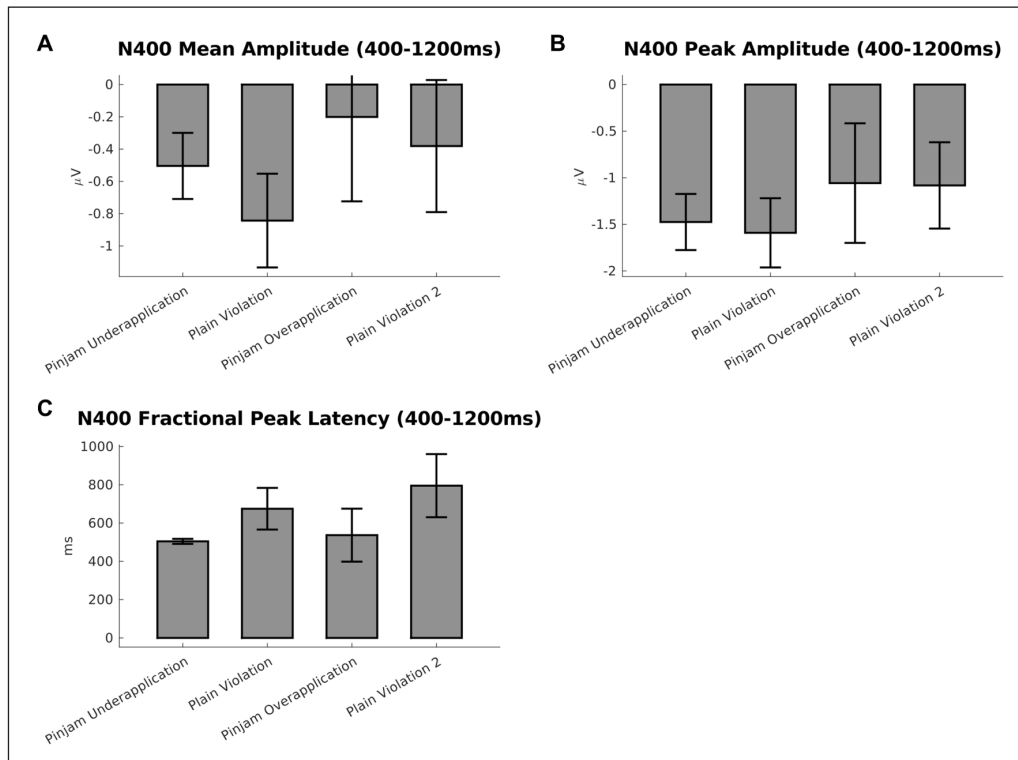 A
N400 Mean Amplitude (400-1200ms)
0
-0.2
-0.4
-0.6
-0.8
-1
μV
Pinjam Underapplication
Plain Violation
Pinjam Overapplication
Plain Violation 2
B
N400 Peak Amplitude (400-1200ms)
0
-0.5
-1
-1.5
-2
μV
Pinjam Underapplication
Plain Violation
Pinjam Overapplication
Plain Violation 2
C
N400 Fractional Peak Latency (400-1200ms)
1000
800
600
400
200
0
ms
Pinjam Underapplication
Plain Violation
Pinjam Overapplication
Plain Violation 2